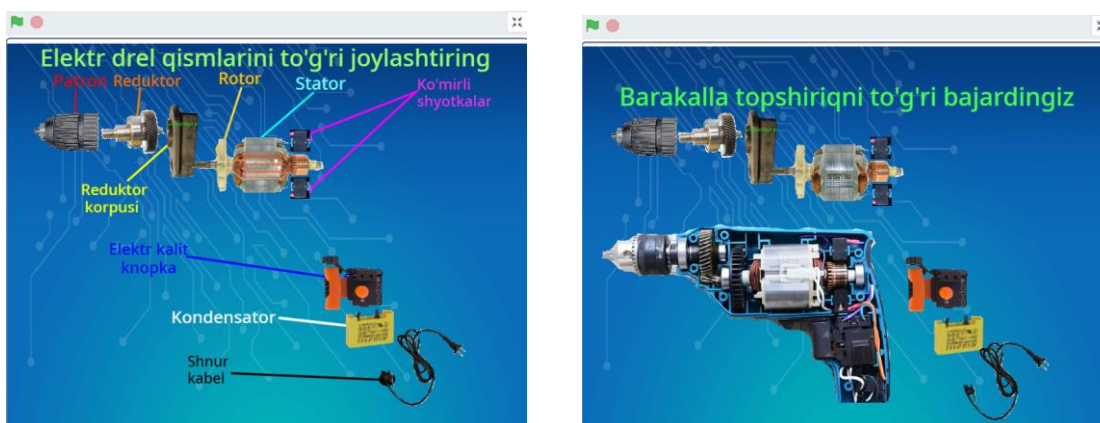 Elektr drel qismlarini to'g'ri joylashtiring
Patron Reduktor Rotor Stator Ko'mirli
shyotkalar
Reduktor
korpusi
Elektr kalit
knopka
Kondensator
Shnur
kabel
Barakalla topshiriqni to'g'ri bajardingiz